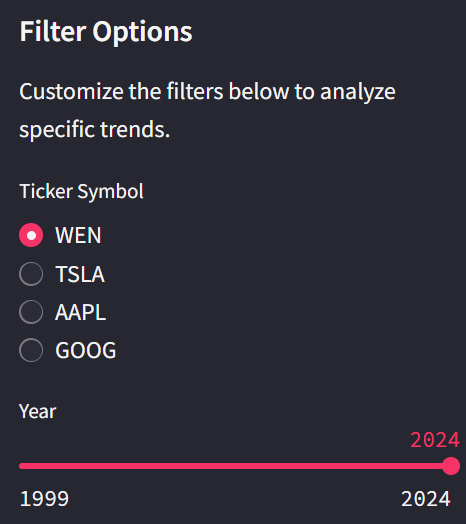 Filter Options
Customize the filters below to analyze
specific trends.
Ticker Symbol
WEN
TSLA
AAPL
GOOG
Year
2024
1999 2024